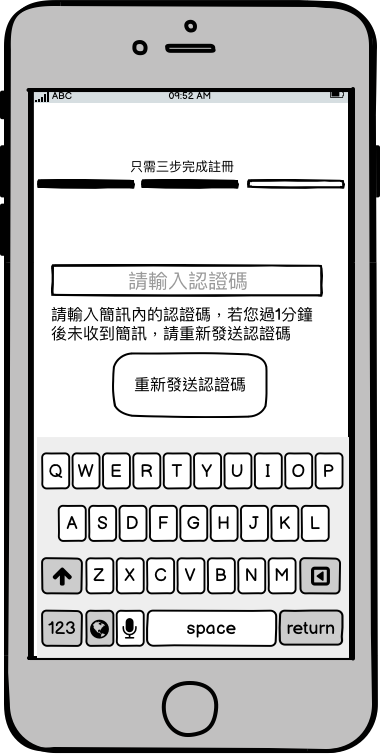 ABC 09:52 AM
只需三步完成註冊
請輸入認證碼
請輸入簡訊內的認證碼，若您過1分鐘
後未收到簡訊，請重新發送認證碼
重新發送認證碼
Q W E R T Y U I O P
A S D F G H J K L
Z X C V B N M
123 space return